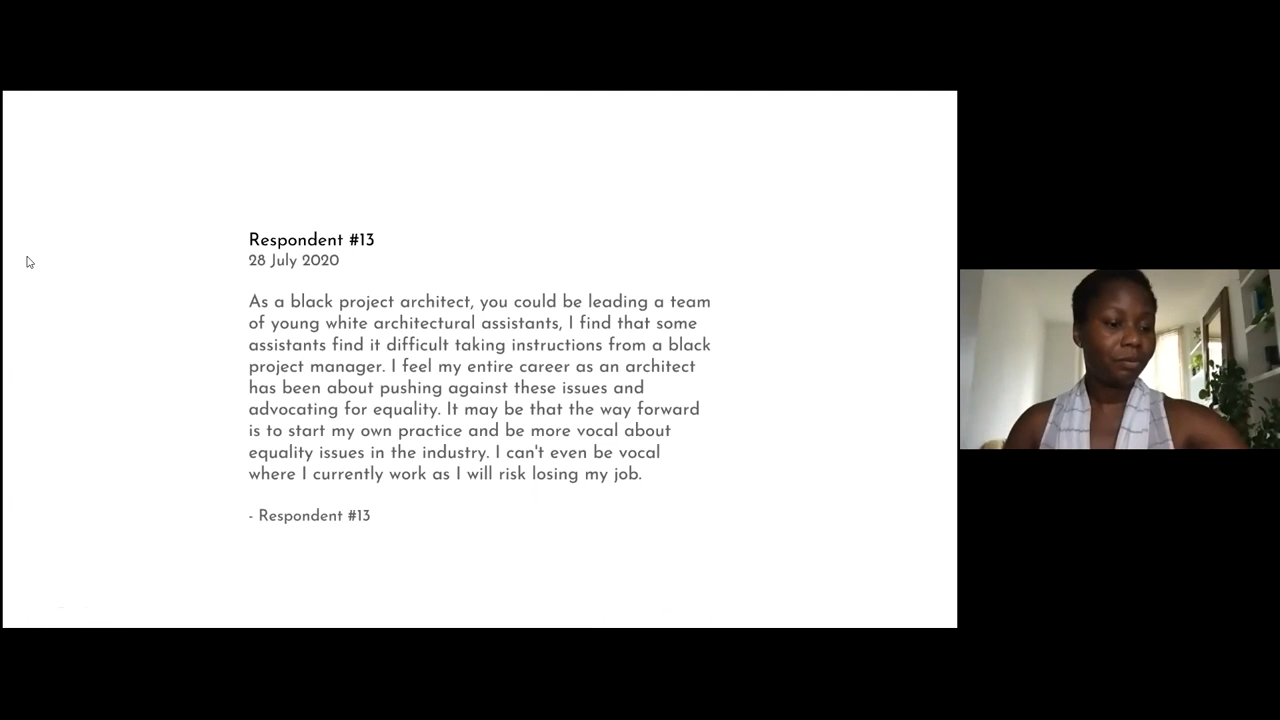 Respondent #13
28 July 2020
As a black project architect, you could be leading a team
of young white architectural assistants, I find that some
assistants find it difficult taking instructions from a black
project manager. I feel my entire career as an architect
has been about pushing against these issues and
advocating for equality. It may be that the way forward
is to start my own practice and be more vocal about
equality issues in the industry. I can't even be vocal
where I currently work as I will risk losing my job.
- Respondent #13